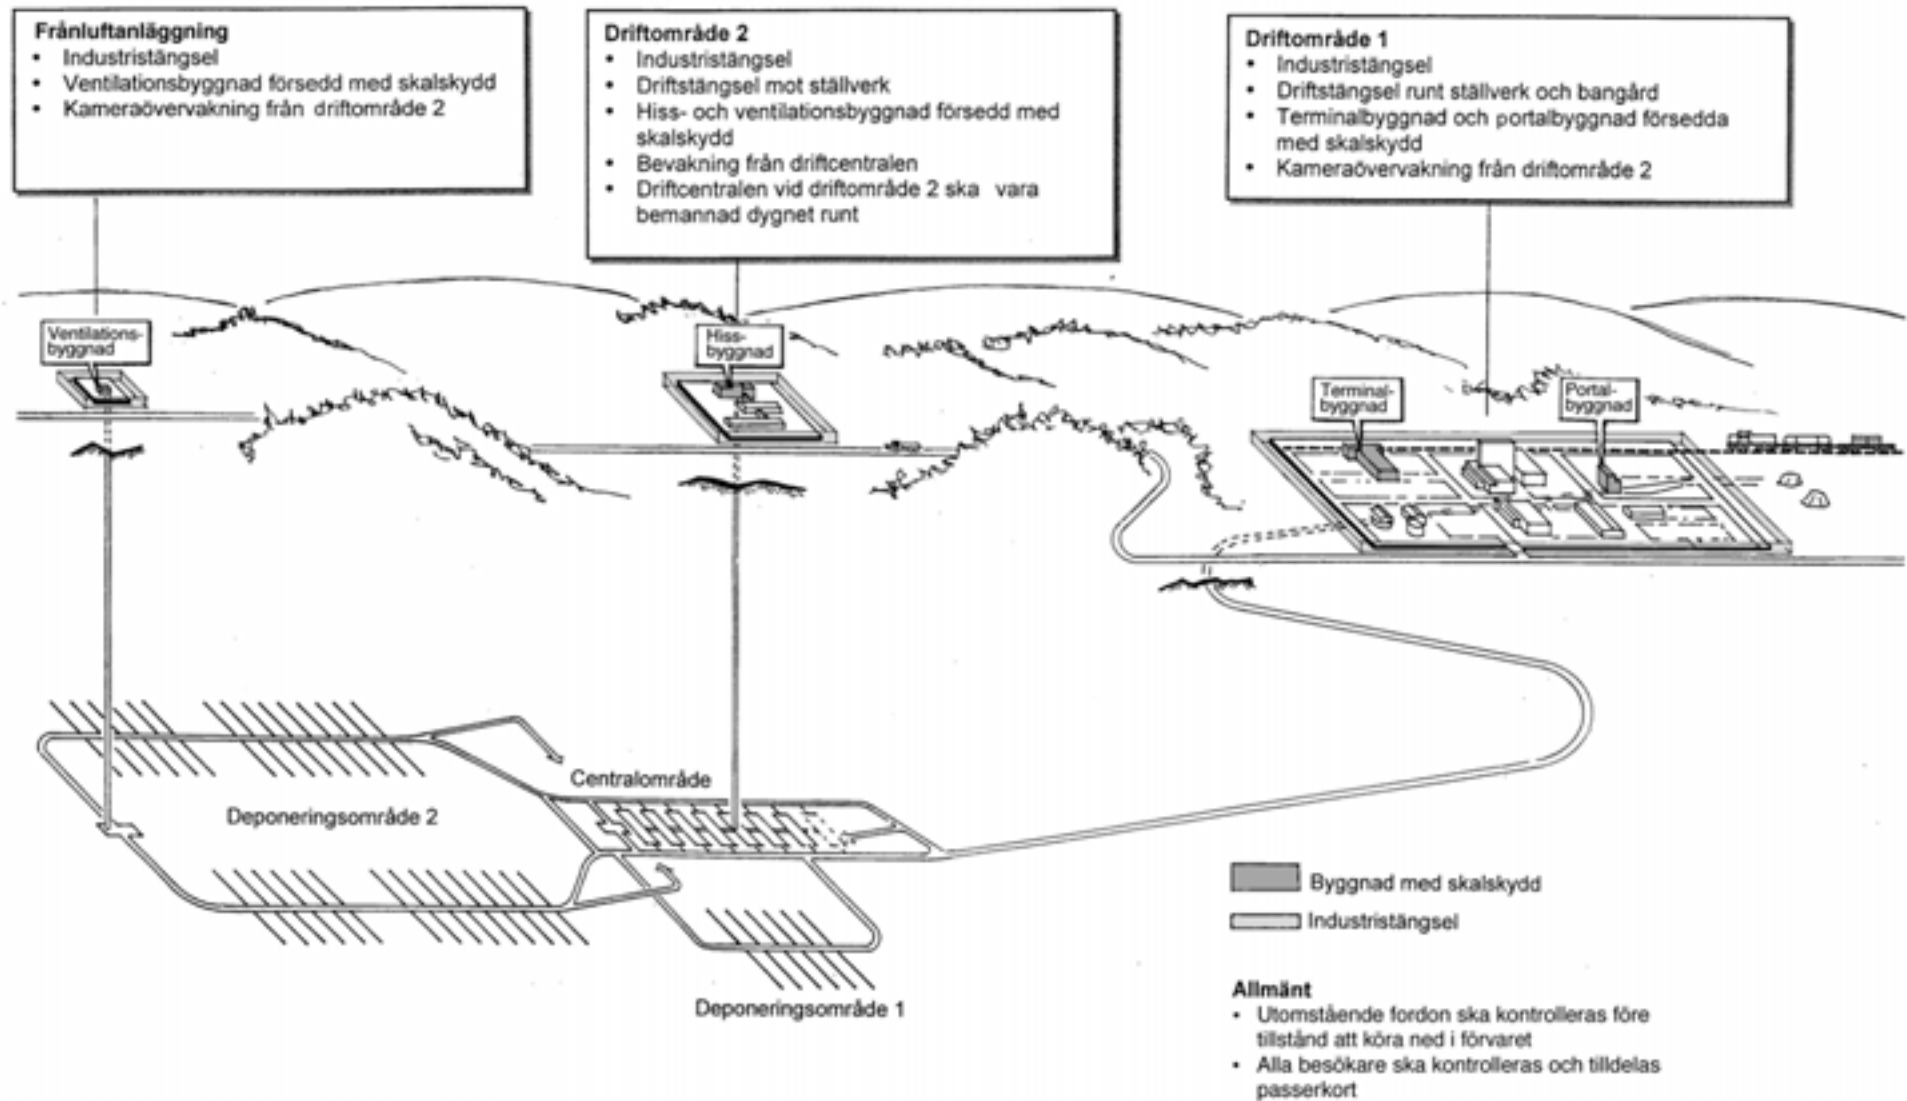 Frånluftanläggning
• Industristängsel
• Ventilationsbyggnad försedd med skalskydd
• Kameraövervakning från driftområde 2
Driftområde 2
• Industristängsel
• Driftstängsel mot ställverk
• Hiss- och ventilationsbyggnad försedd med
skalskydd
• Bevakning från driftcentralen
• Driftcentralen vid driftområde 2 ska vara
bemannad dygnet runt
Driftområde 1
• Industristängsel
• Driftstängsel runt ställverk och bangård
• Terminalbyggnad och portalbyggnad försedda
med skalskydd
• Kameraövervakning från driftområde 2
Ventilations-
byggnad
Hiss-
byggnad
Terminal-
byggnad
Portal-
byggnad
Centralområde
Deponeringsområde 2
Deponeringsområde 1
Byggnad med skalskydd
Industristängsel
Allmänt
• Utomstående fordon ska kontrolleras före
tillstånd att köra ned i förvaret
• Alla besökare ska kontrolleras och tilldelas
passerkort